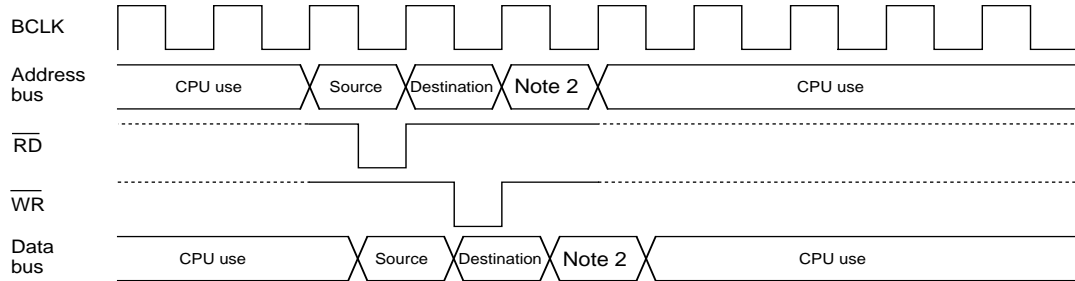 BCLK
Address
bus
CPU use
Source
Destination
Note 2
CPU use
RD
WR
Data
bus
CPU use
Source
Destination
Note 2
CPU use